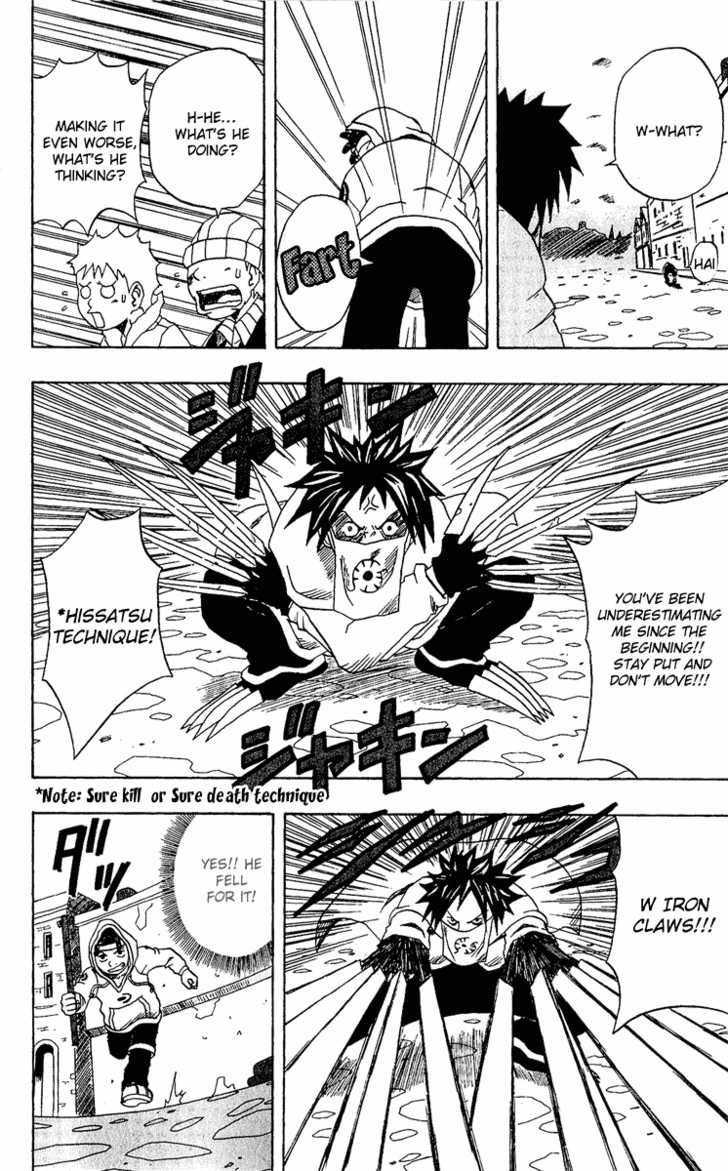 W-WHAT?
HA!
Fart
H-HE...
WHAT'S HE
DOING?
MAKING IT
EVEN WORSE,
WHAT'S HE
THINKING?
ジャキン
YOU'VE BEEN
UNDERESTIMATING
ME SINCE THE
BEGINNING!!
STAY PUT AND
DON'T MOVE!!!
*HISSATSU
TECHNIQUE!
ジャキン
*Note: Sure kill or Sure death technique
W IRON
CLAWS!!!
YES!! HE
FELL
FOR IT!
ダッ